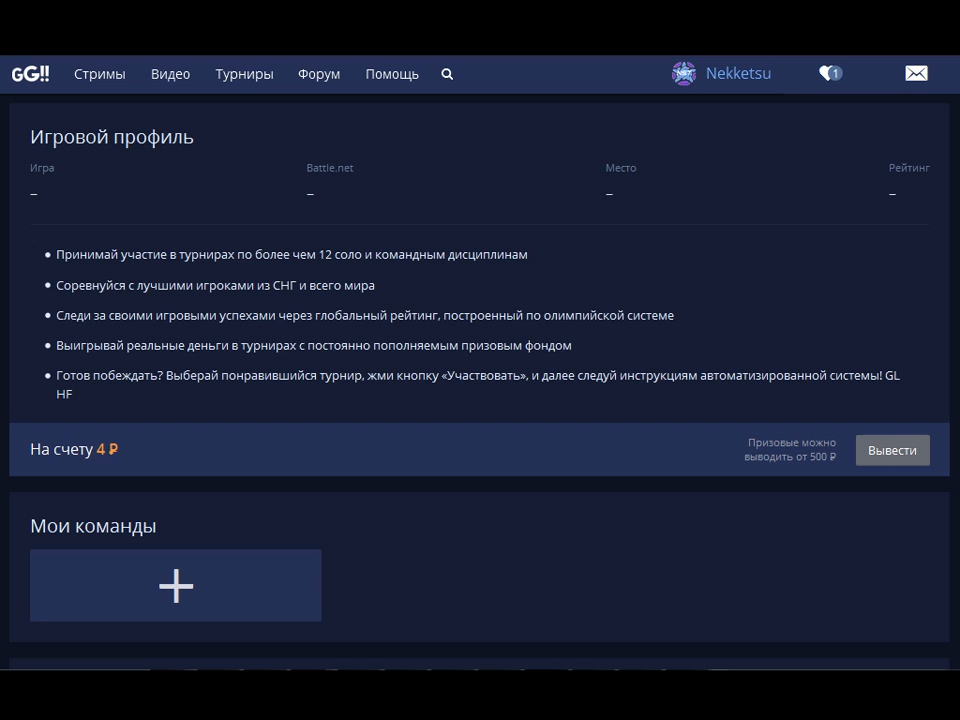 GG!! Стримы Видео Турниры Форум Помощь Nekketsu 1
Игровой профиль
Игра Battle.net Место Рейтинг
– – – –
Принимай участие в турнирах по более чем 12 соло и командным дисциплинам
Соревнуйся с лучшими игроками из СНГ и всего мира
Следи за своими игровыми успехами через глобальный рейтинг, построенный по олимпийской системе
Выигрывай реальные деньги в турнирах с постоянно пополняемым призовым фондом
Готов побеждать? Выберай понравившийся турнир, жми кнопку «Участвовать», и далее следуй инструкциям автоматизированной системы! GL
HF
На счету 4 ₽
Призовые можно
выводить от 500 ₽
Вывести
Мои команды
+